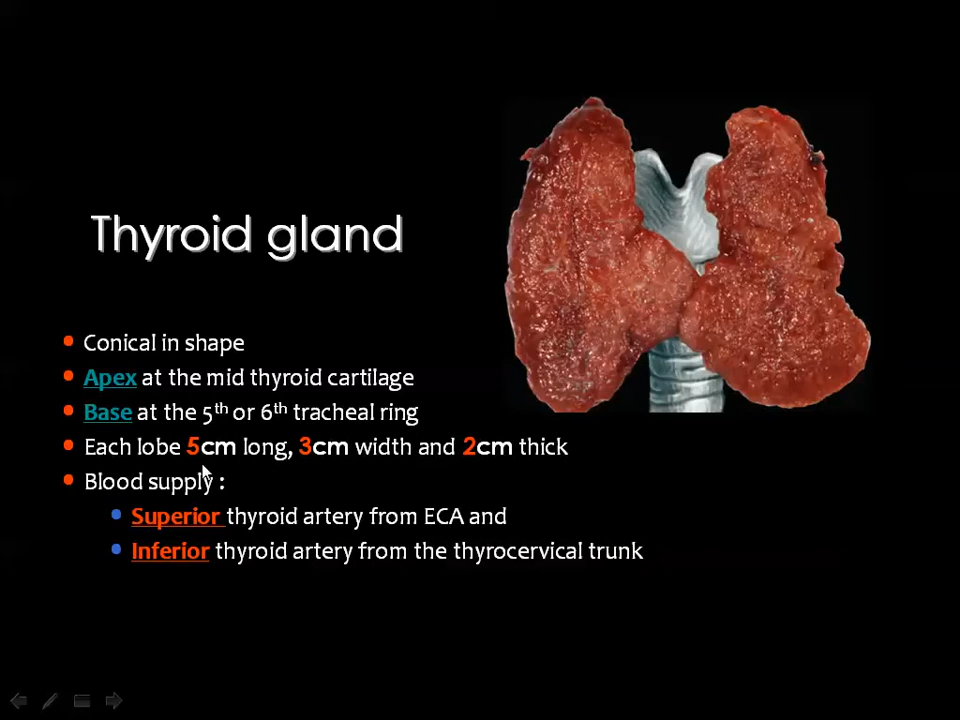 Thyroid gland
Conical in shape
Apex at the mid thyroid cartilage
Base at the 5th or 6th tracheal ring
Each lobe 5cm long, 3cm width and 2cm thick
Blood supply :
Superior thyroid artery from ECA and
Inferior thyroid artery from the thyrocervical trunk